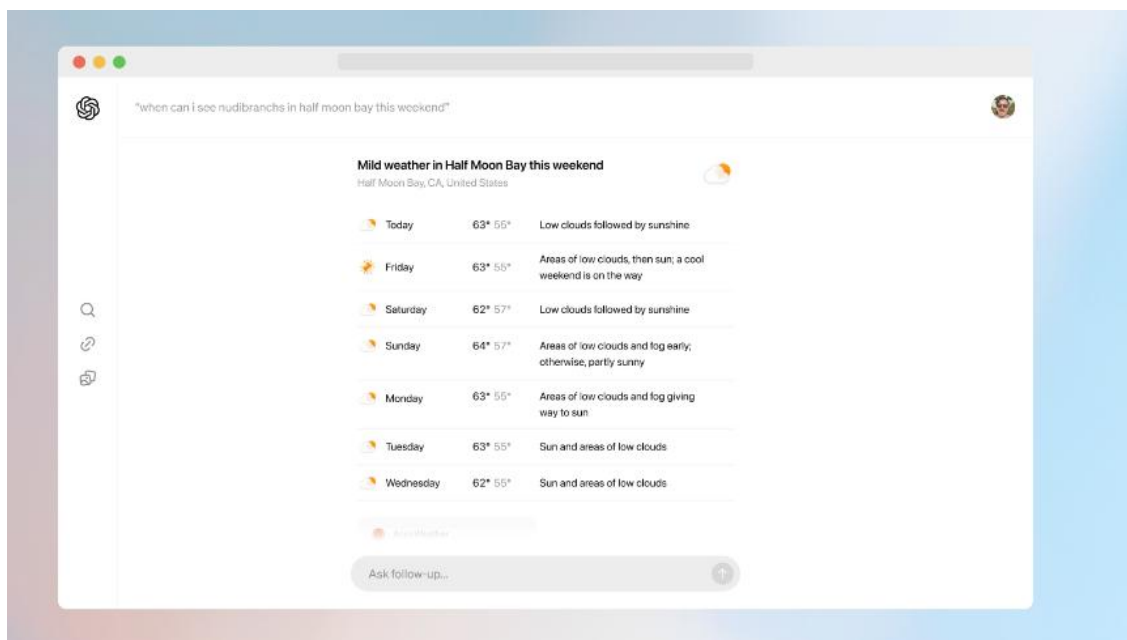 "when can i see nudibranchs in half moon bay this weekend"
Mild weather in Half Moon Bay this weekend
Half Moon Bay, CA, United States
Today 63° 55° Low clouds followed by sunshine
Friday 63° 55° Areas of low clouds, then sun; a cool
weekend is on the way
Saturday 62° 57° Low clouds followed by sunshine
Sunday 64° 57° Areas of low clouds and fog early;
otherwise, partly sunny
Monday 63° 55° Areas of low clouds and fog giving
way to sun
Tuesday 63° 55° Sun and areas of low clouds
Wednesday 62° 55° Sun and areas of low clouds
Ask follow-up...